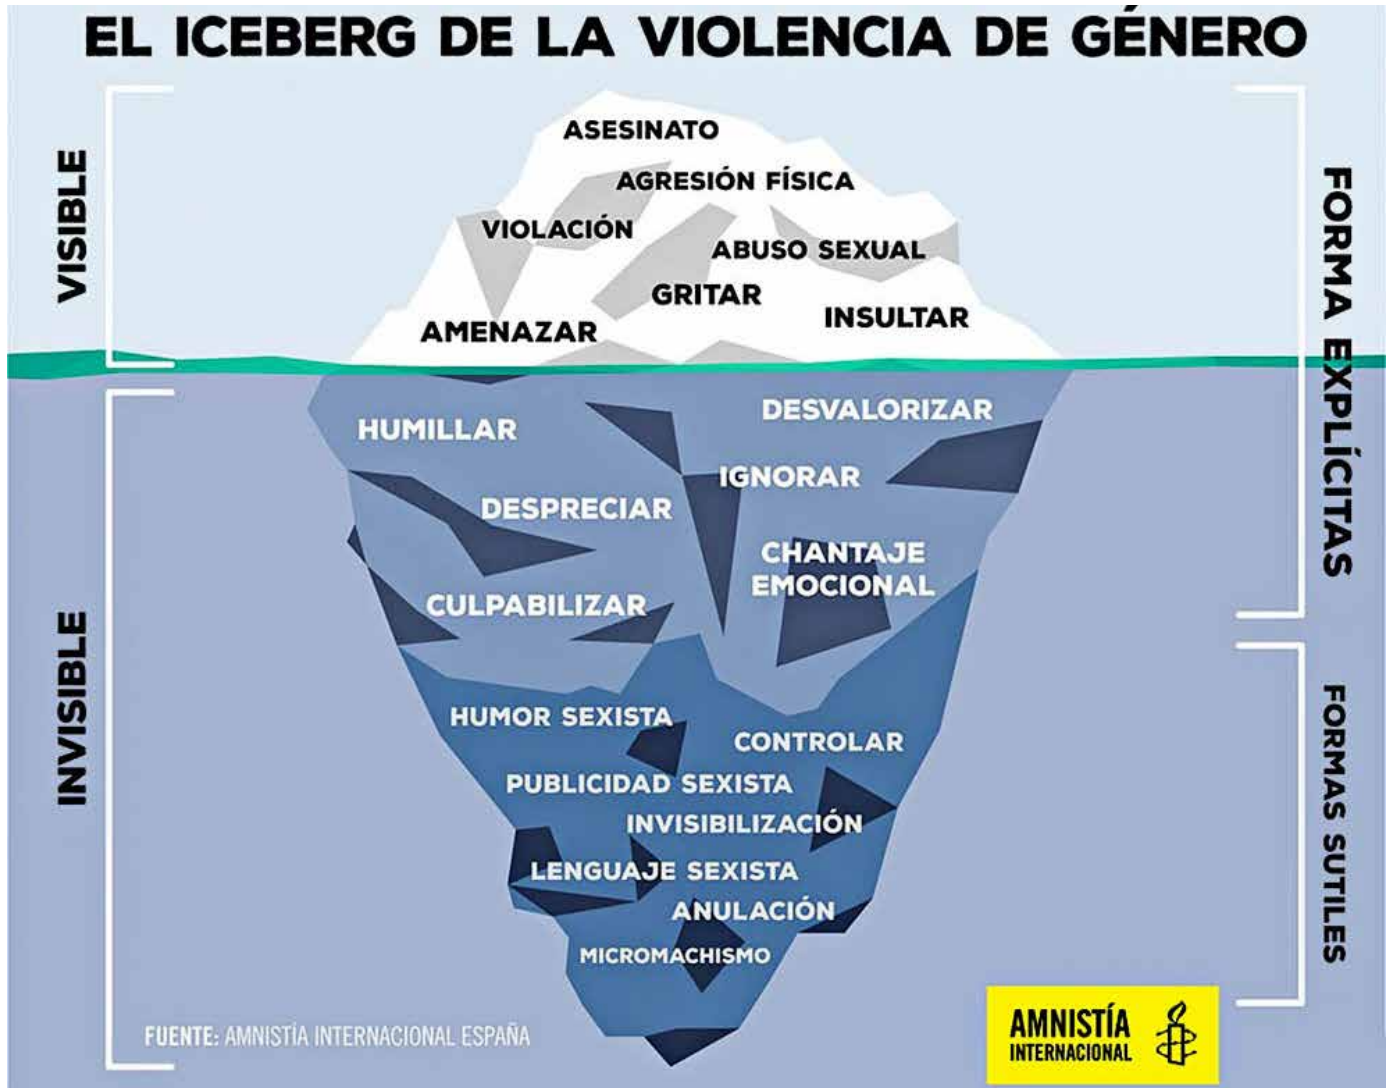 EL ICEBERG DE LA VIOLENCIA DE GÉNERO
VISIBLE
FORMA EXPLÍCITAS
ASESINATO
AGRESIÓN FÍSICA
VIOLACIÓN
ABUSO SEXUAL
GRITAR
INSULTAR
AMENAZAR
INVISIBLE
DESVALORIZAR
HUMILLAR
IGNORAR
DESPRECIAR
CHANTAJE
EMOCIONAL
CULPABILIZAR
FORMAS SUTILES
HUMOR SEXISTA
CONTROLAR
PUBLICIDAD SEXISTA
INVISIBILIZACIÓN
LENGUAJE SEXISTA
ANULACIÓN
MICROMACHISMO
FUENTE: AMNISTÍA INTERNACIONAL ESPAÑA
AMNISTÍA
INTERNACIONAL